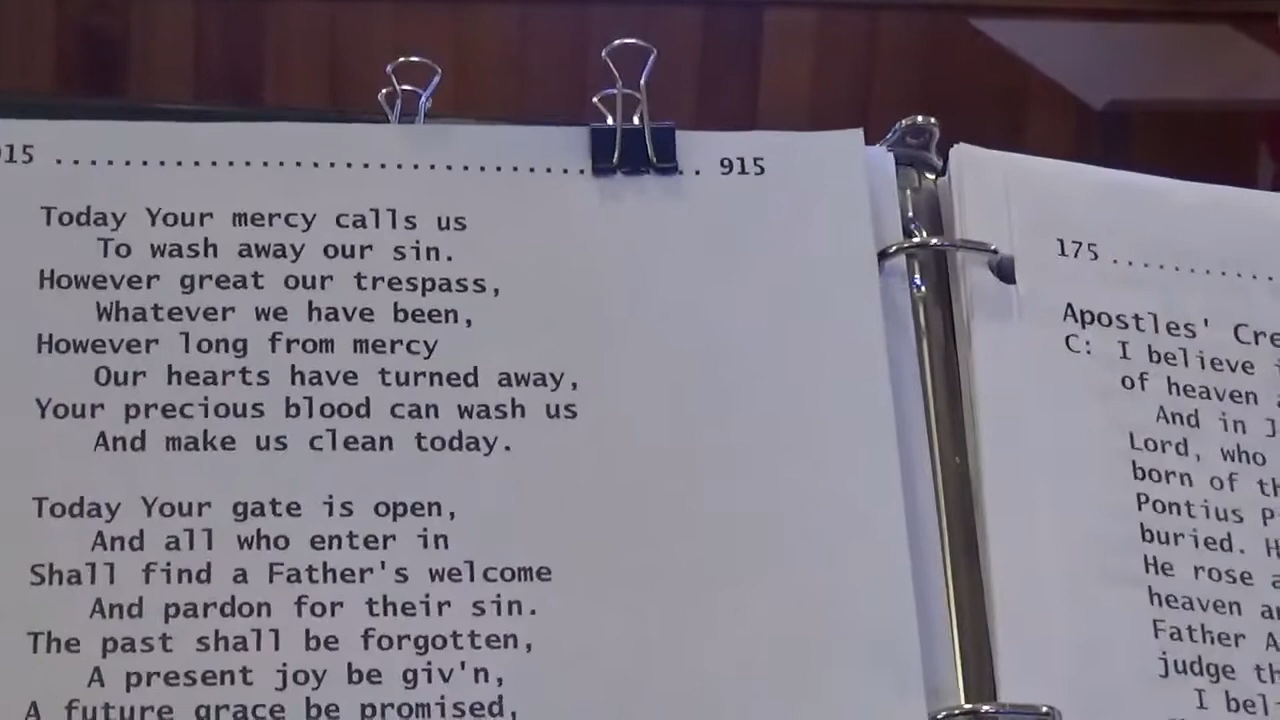 915 ..................................... 915
Today Your mercy calls us
To wash away our sin.
However great our trespass,
Whatever we have been,
However long from mercy
Our hearts have turned away,
Your precious blood can wash us
And make us clean today.
Today Your gate is open,
And all who enter in
Shall find a Father's welcome
And pardon for their sin.
The past shall be forgotten,
A present joy be giv'n,
A future grace be promised,
175 ...........
Apostles' Cre
C: I believe
of heaven
And in J
Lord, who
born of th
Pontius P
buried. H
He rose a
heaven an
Father A
judge th
I bel